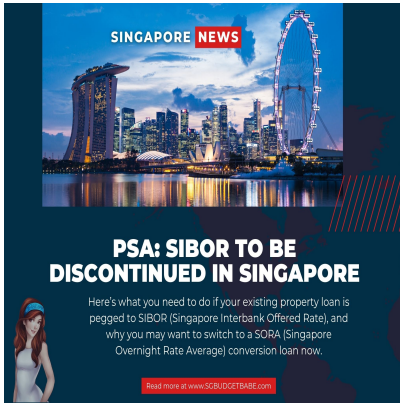 SINGAPORE NEWS
PSA: SIBOR TO BE
DISCONTINUED IN SINGAPORE
Here's what you need to do if your existing property loan is
pegged to SIBOR (Singapore Interbank Offered Rate), and
why you may want to switch to a SORA (Singapore
Overnight Rate Average) conversion loan now.
Read more at www.SGBUDGETBABE.com